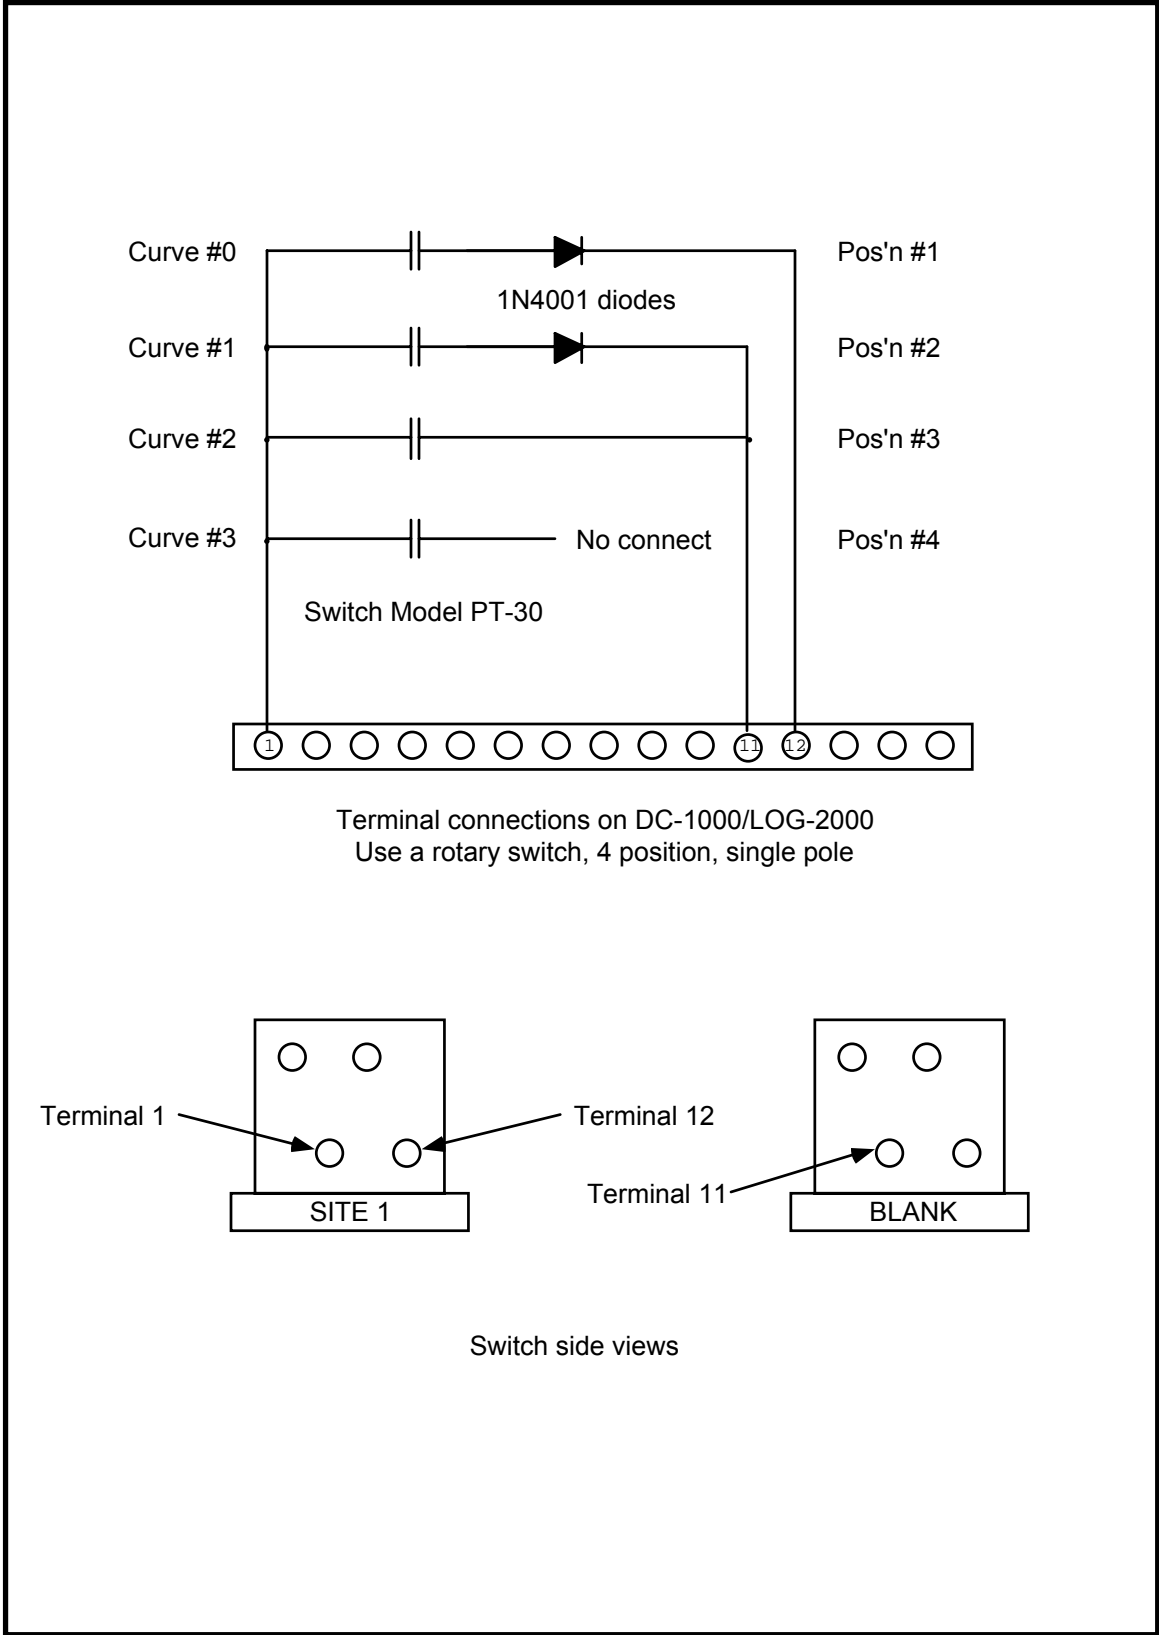 Curve #0
Pos'n #1
1N4001 diodes
Curve #1
Pos'n #2
Curve #2
Pos'n #3
Curve #3
No connect
Pos'n #4
Switch Model PT-30
1
11
12
Terminal connections on DC-1000/LOG-2000
Use a rotary switch, 4 position, single pole
Terminal 1
Terminal 12
Terminal 11
SITE 1
BLANK
Switch side views